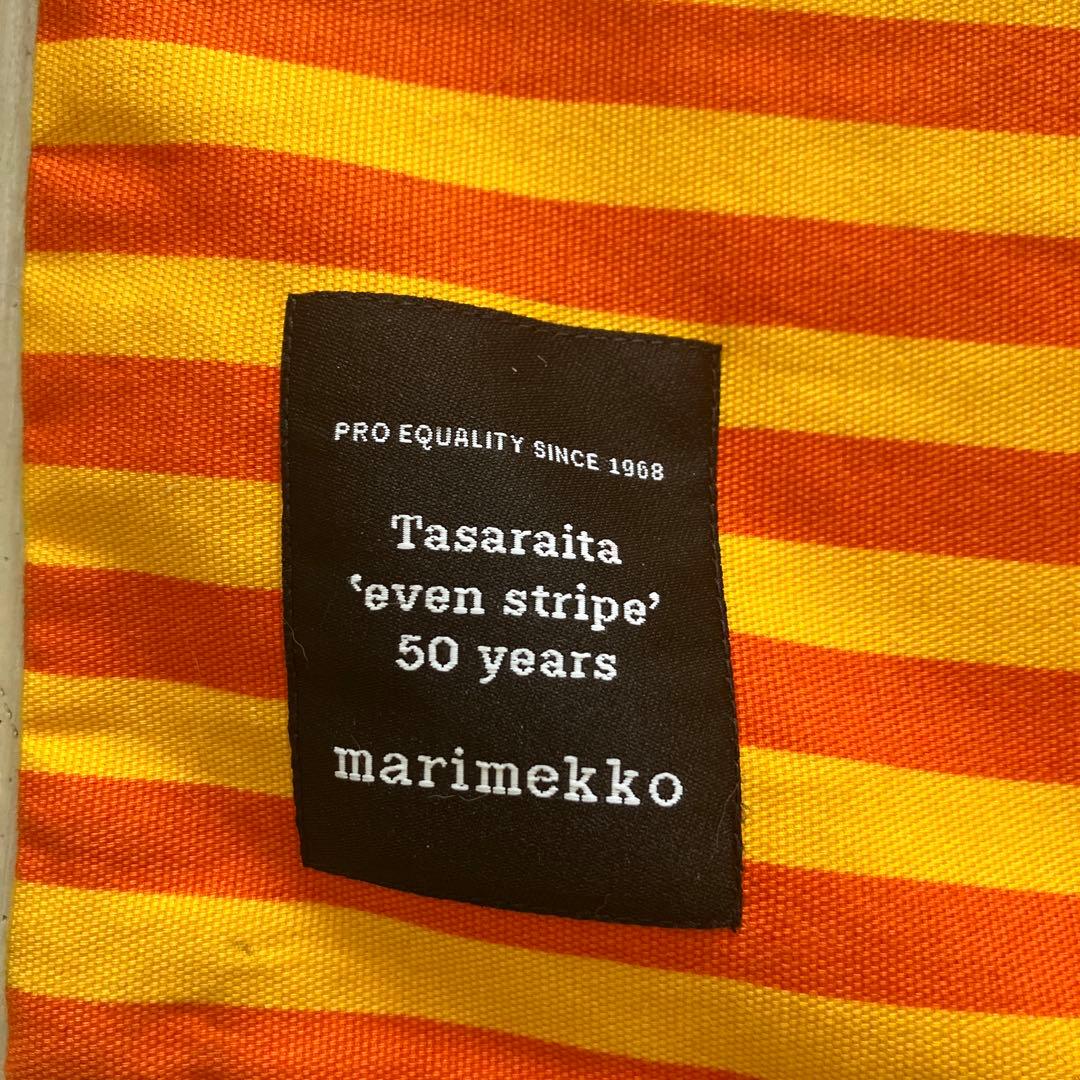 PRO EQUALITY SINCE 1968
Tasaraita
‘even stripe’
50 years
marimekko